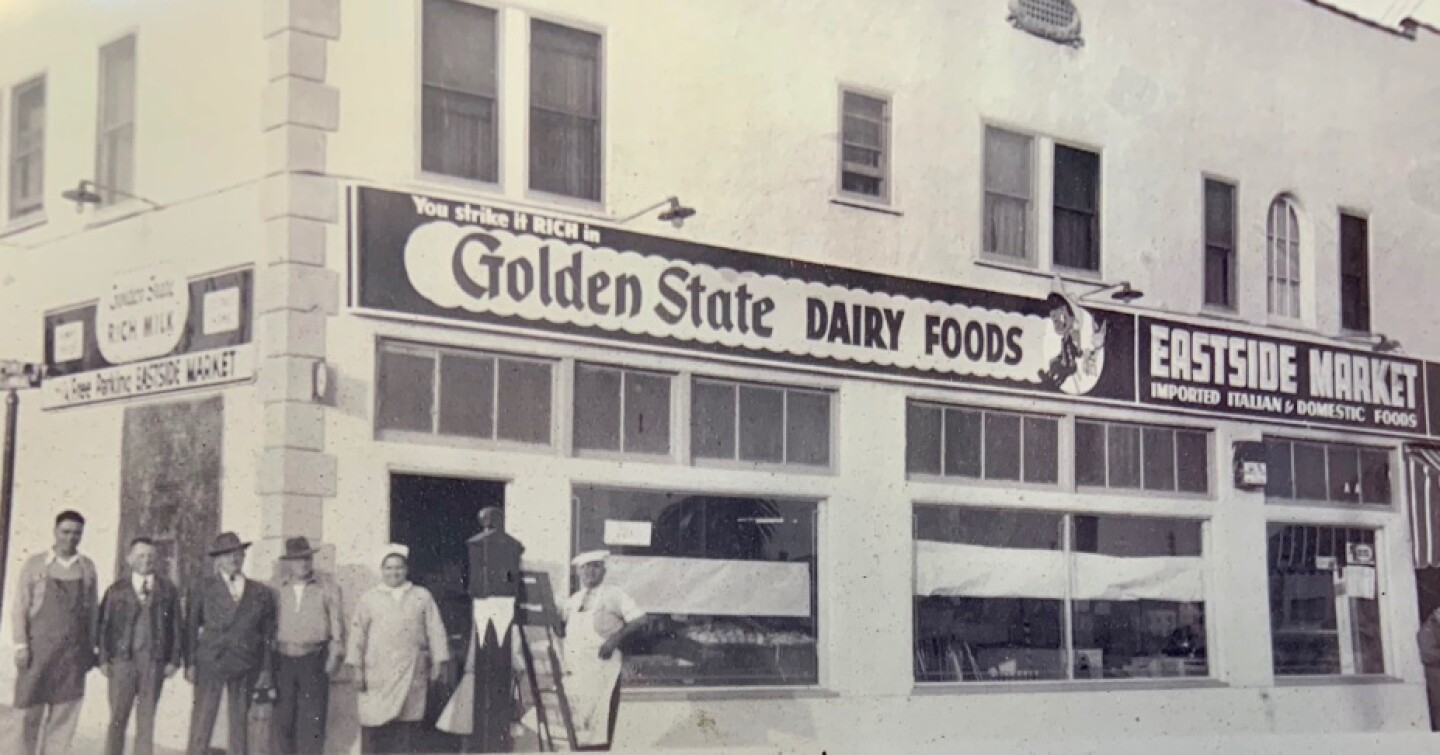 You strike it RICH in
Golden State DAIRY FOODS
EASTSIDE MARKET
IMPORTED ITALIAN & DOMESTIC FOODS
Golden State
RICH MILK
Free Parking EASTSIDE MARKET